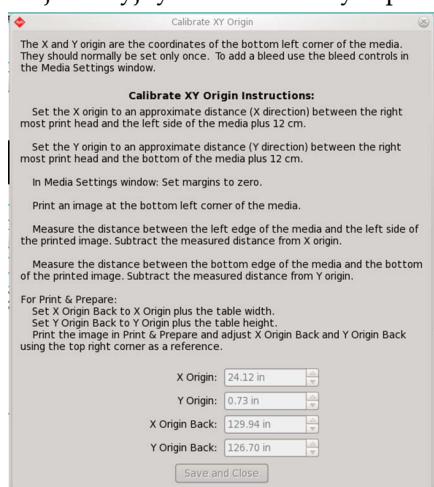 Calibrate XY Origin
The X and Y origin are the coordinates of the bottom left corner of the media.
They should normally be set only once. To add a bleed use the bleed controls in
the Media Settings window.
Calibrate XY Origin Instructions:
Set the X origin to an approximate distance (X direction) between the right
most print head and the left side of the media plus 12 cm.
Set the Y origin to an approximate distance (Y direction) between the right
most print head and the bottom of the media plus 12 cm.
In Media Settings window: Set margins to zero.
Print an image at the bottom left corner of the media.
Measure the distance between the left edge of the media and the left side of
the printed image. Subtract the measured distance from X origin.
Measure the distance between the bottom edge of the media and the bottom
of the printed image. Subtract the measured distance from Y origin.
For Print & Prepare:
Set X Origin Back to X Origin plus the table width.
Set Y Origin Back to Y Origin plus the table height.
Print the image in Print & Prepare and adjust X Origin Back and Y Origin Back
using the top right corner as a reference.
X Origin: 24.12 in
Y Origin: 0.73 in
X Origin Back: 129.94 in
Y Origin Back: 126.70 in
Save and Close